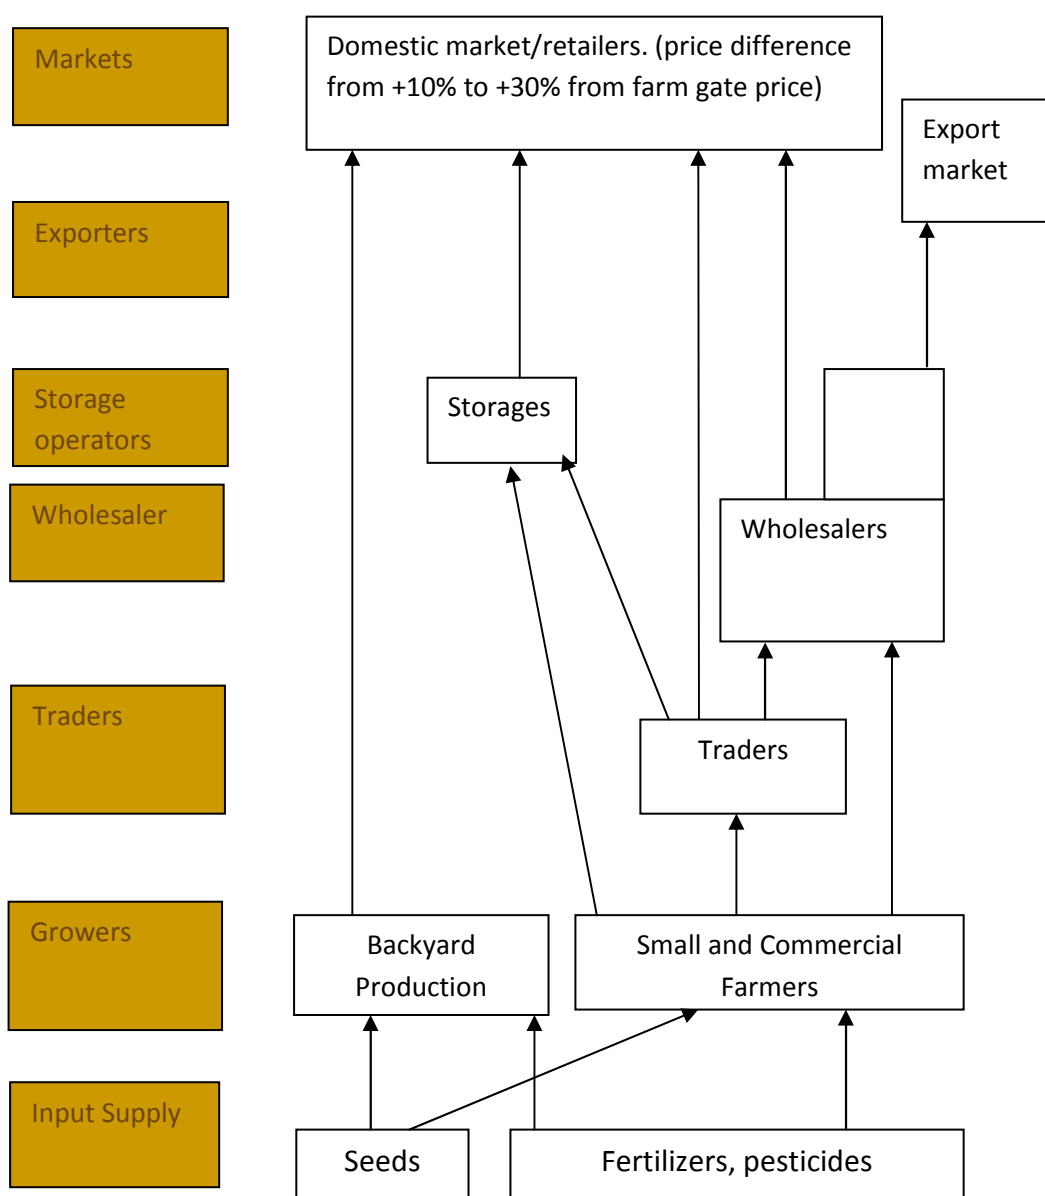 Markets
Domestic market/retailers. (price difference
from +10% to +30% from farm gate price)
Export
market
Exporters
Storage
operators
Storages
Wholesaler
Wholesalers
Traders
Traders
Growers
Backyard
Production
Small and Commercial
Farmers
Input Supply
Seeds
Fertilizers, pesticides